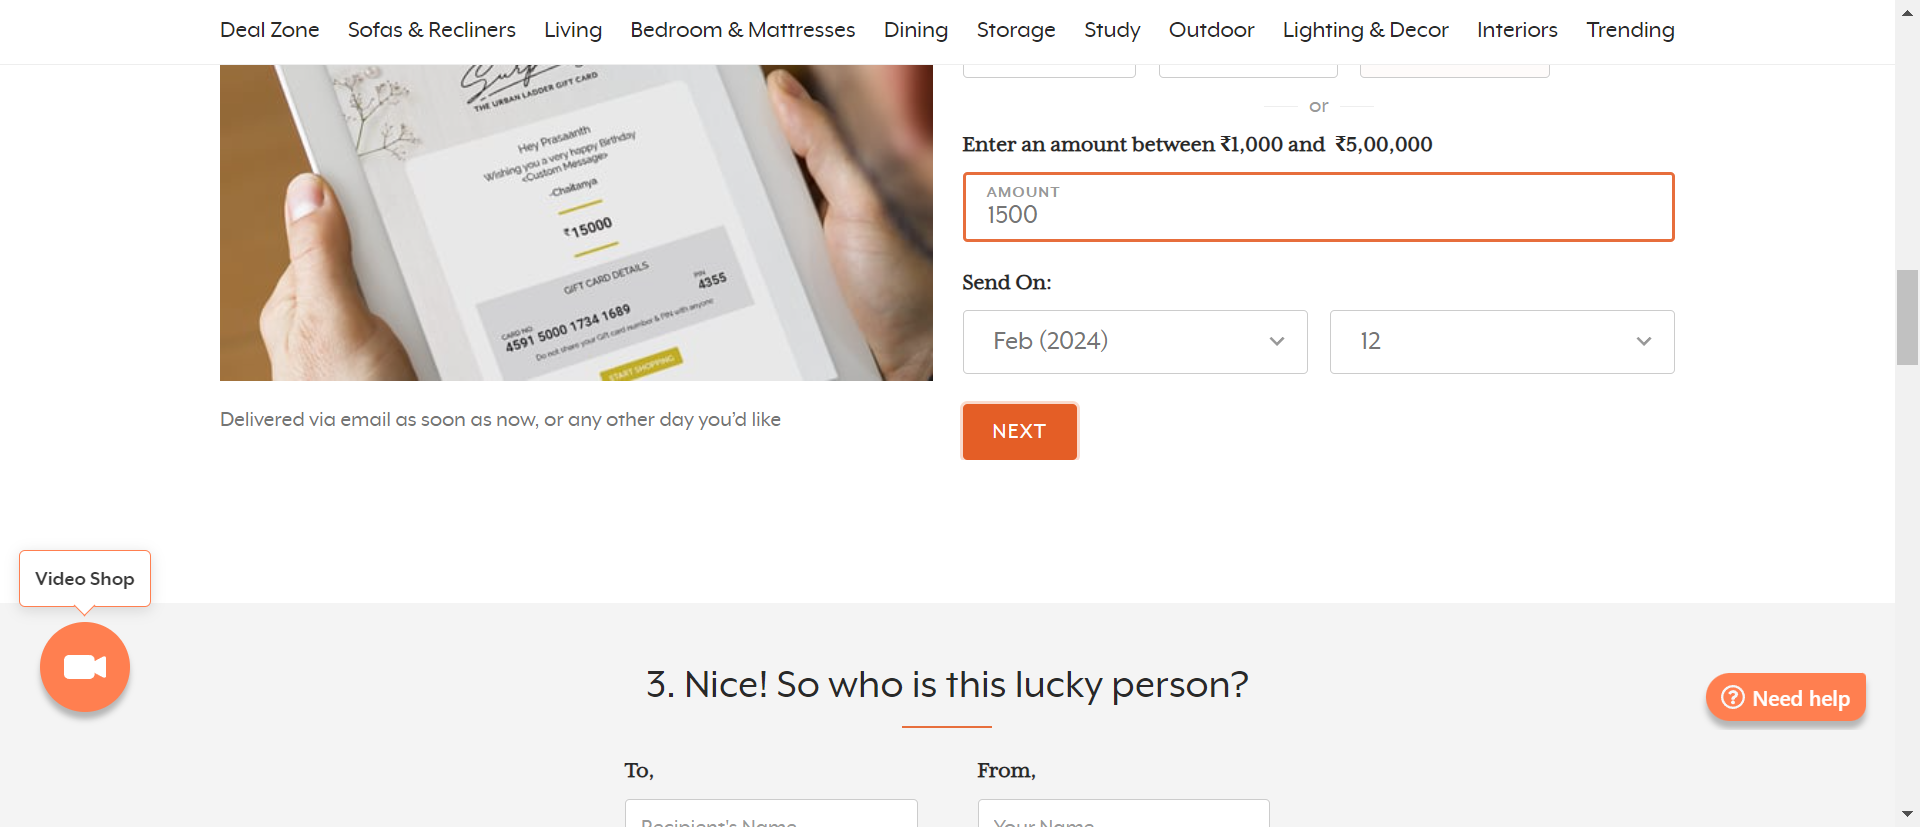 Deal Zone Sofas & Recliners Living Bedroom & Mattresses Dining Storage Study Outdoor Lighting & Decor Interiors Trending
THE URBAN LADDER GIFT CARD
Hey Prasaanth
Wishing you a very happy Birthday
<Custom Message>
-Chaitanya
₹15000
GIFT CARD DETAILS
CARD NO.
4591 5000 1734 1689
PIN
4355
Do not share your Gift card number & PIN with anyone
START SHOPPING
Delivered via email as soon as now, or any other day you’d like
or
Enter an amount between ₹1,000 and ₹5,00,000
AMOUNT
1500
Send On:
Feb (2024) 12
NEXT
Video Shop
3. Nice! So who is this lucky person?
Need help
To, From,
Recipient's Name Your Name